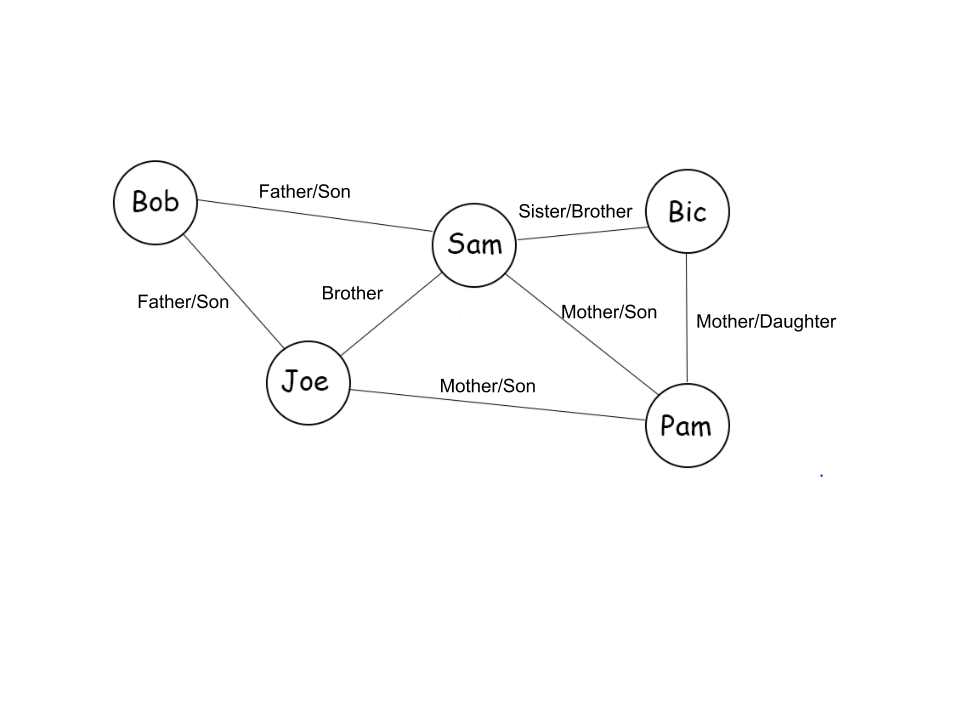 Father/Son
Bob
Sister/Brother
Bic
Sam
Father/Son
Brother
Mother/Son
Mother/Daughter
Joe
Mother/Son
Pam